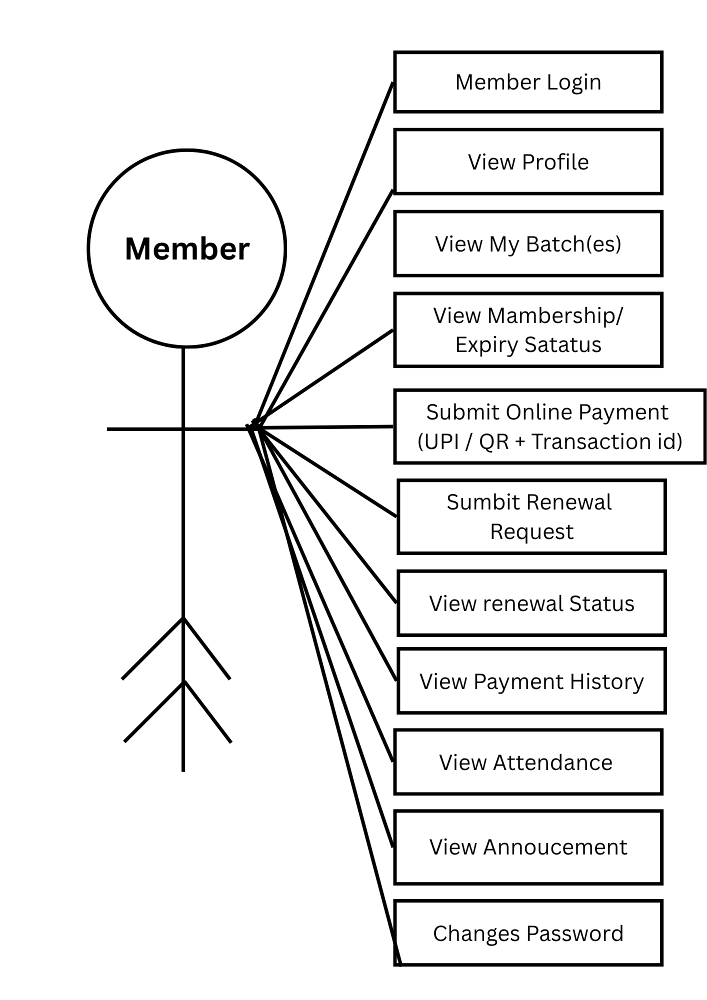 Member Login
View Profile
Member
View My Batch(es)
View Mambership/
Expiry Satatus
Submit Online Payment
(UPI / QR + Transaction id)
Sumbit Renewal
Request
View renewal Status
View Payment History
View Attendance
View Annoucement
Changes Password